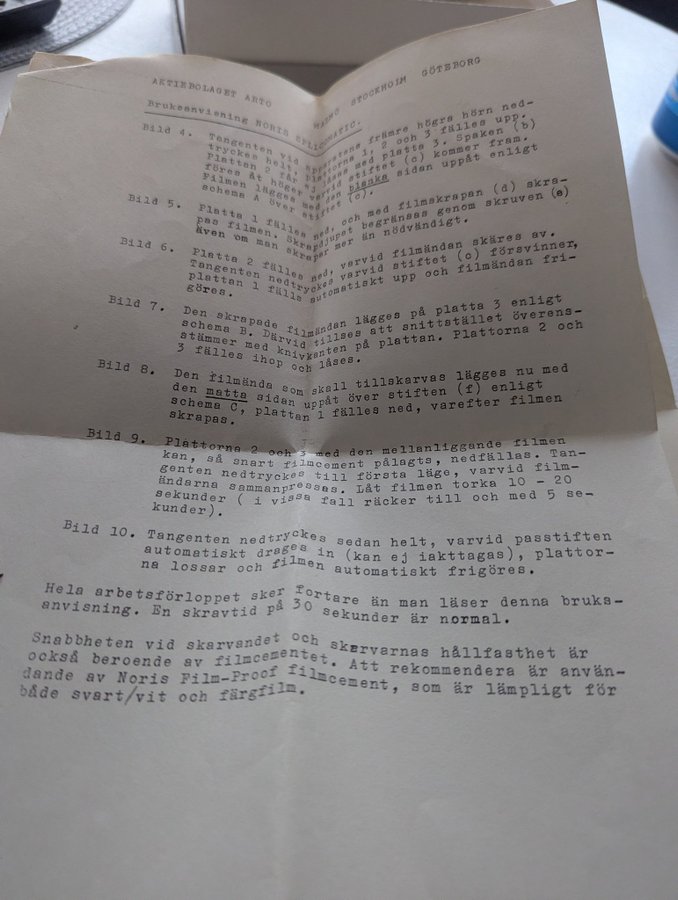 AKTIEBOLAGET ARTO MALMÖ STOCKHOLM GÖTEBORG
Bruksanvisning NORIS SPLICOMATIC.
Bild 4. Tangenten vid apparatens främre högra hörn ned-
tryckes helt, plattorna 1, 2 och 3 fälles upp.
Plattan 2 får ej låses med platta 3. Spaken (b)
föres åt höger varvid stiftet (c) kommer fram.
Filmen lägges med den blanka sidan uppåt enligt
schema A över stiftet (c).
Bild 5. Platta 1 fälles ned, och med filmskrapan (d) skra-
pas filmen. Skrapdjupet begränsas genom skruven (e)
även om man skrapar mer än nödvändigt.
Bild 6. Platta 2 fälles ned, varvid filmändan skäres av.
Tangenten nedtryckes varvid stiftet (c) försvinner,
plattan 1 fälls automatiskt upp och filmändan fri-
göres.
Bild 7. Den skrapade filmändan lägges på platta 3 enligt
schema B. Därvid tillses att snittstället överens-
stämmer med knivkanten på plattan. Plattorna 2 och
3 fälles ihop och låses.
Bild 8. Den filmända som skall tillskarvas lägges nu med
den matta sidan uppåt över stiften (f) enligt
schema C, plattan 1 fälles ned, varefter filmen
skrapas.
Bild 9. Plattorna 2 och 3 med den mellanliggande filmen
kan, så snart filmcement pålagts, nedfällas. Tan-
genten nedtryckes till första läge, varvid film-
ändarna sammanpressas. Låt filmen torka 10 - 20
sekunder ( i vissa fall räcker till och med 5 se-
kunder).
Bild 10. Tangenten nedtryckes sedan helt, varvid passtiften
automatiskt drages in (kan ej iakttagas), plattor-
na lossar och filmen automatiskt frigöres.
Hela arbetsförloppet sker fortare än man läser denna bruks-
anvisning. En skravtid på 30 sekunder är normal.
Snabbheten vid skarvandet och skarvarnas hållfasthet är
också beroende av filmcementet. Att rekommendera är använ-
dande av Noris Film-Proof filmcement, som är lämpligt för
både svart/vit och färgfilm.